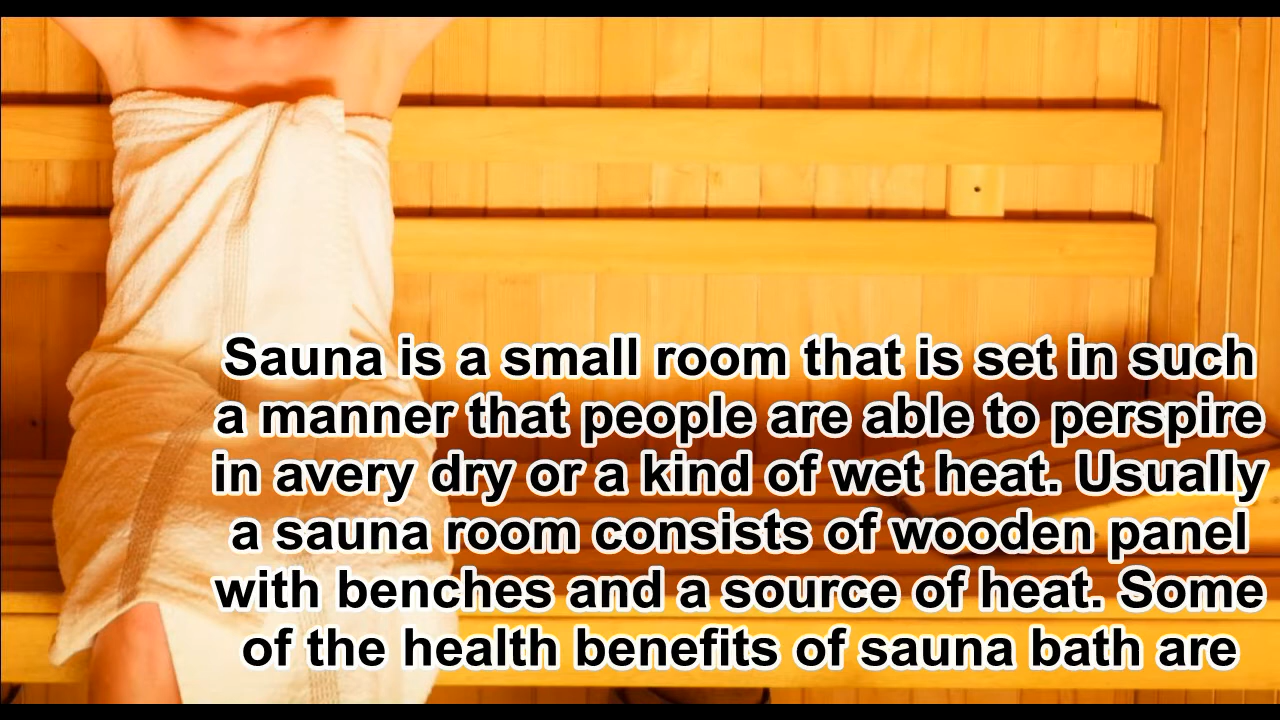 Sauna is a small room that is set in such
a manner that people are able to perspire
in avery dry or a kind of wet heat. Usually
a sauna room consists of wooden panel
with benches and a source of heat. Some
of the health benefits of sauna bath are